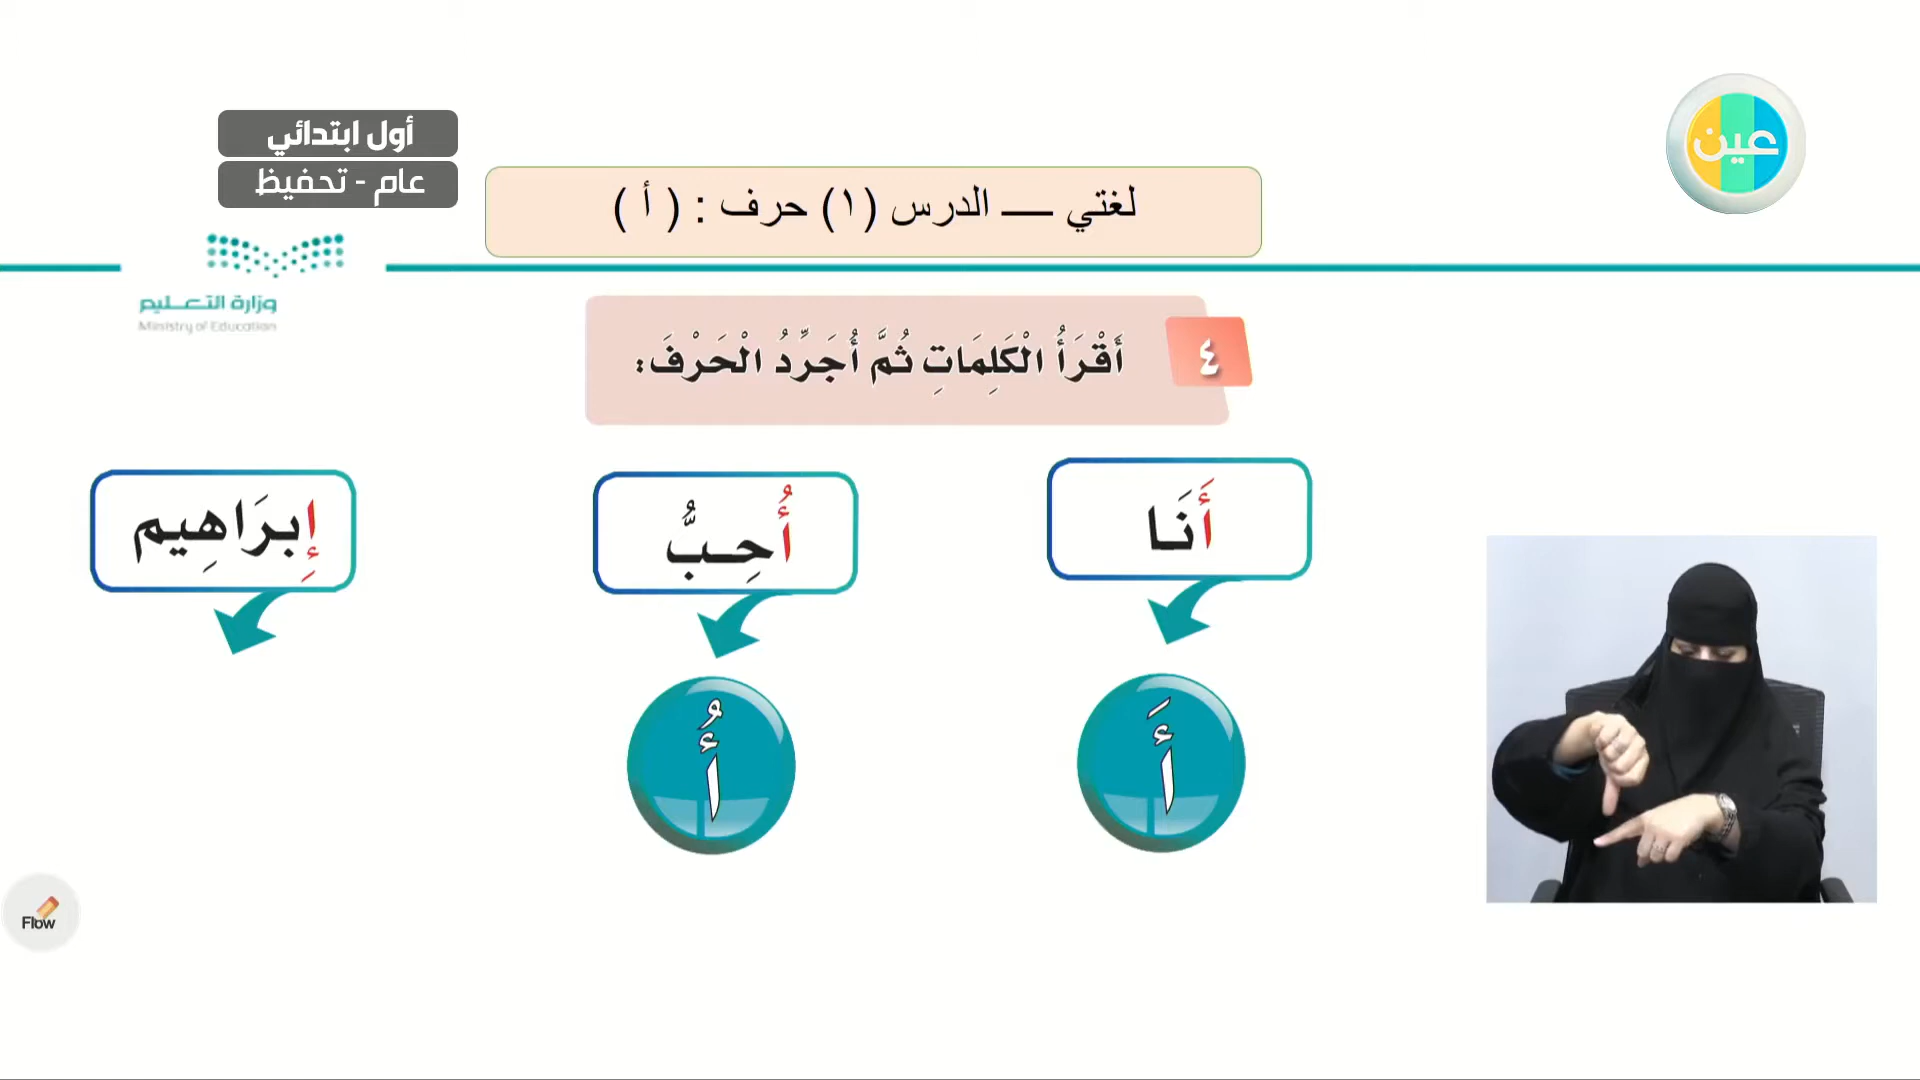 عين
أول ابتدائي
عام - تحفيظ
لغتي — الدرس (١) حرف : ( أ )
وزارة التعليم
Ministry of Education
٤
أَقْرَأُ الْكَلِمَاتِ ثُمَّ أُجَرِّدُ الْحَرْفَ:
أَنَا
أُحِبُّ
إِبرَاهِيم
أَ
أُ
Flow